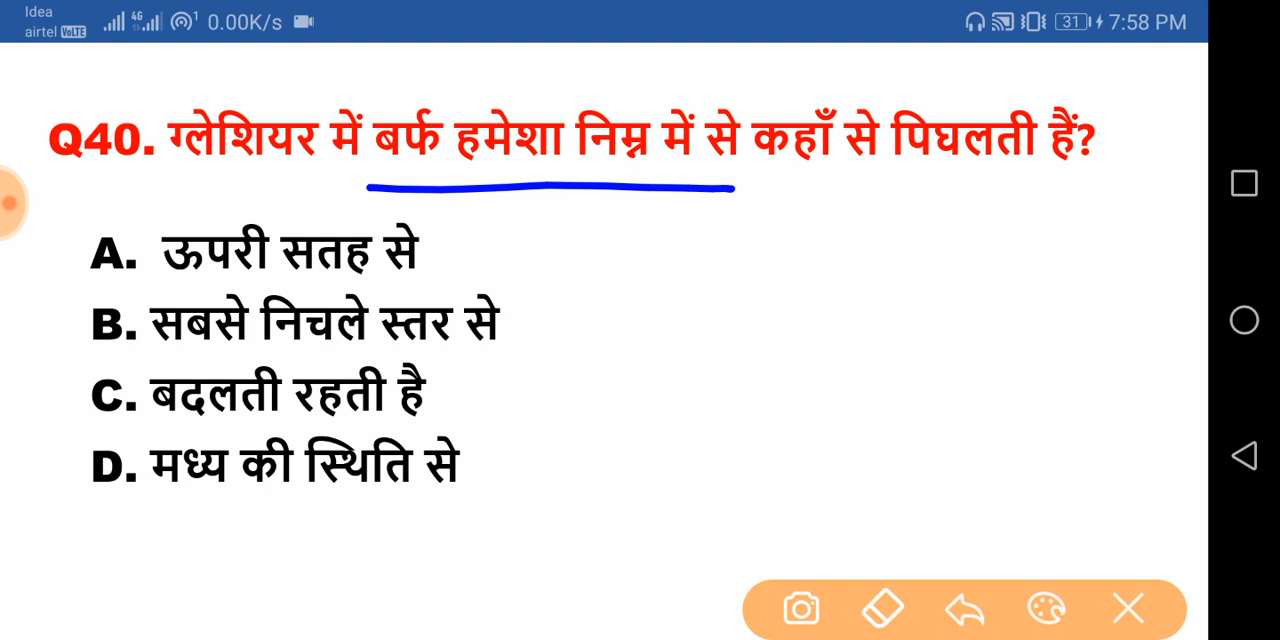 Idea
airtel VoLTE 4G 1 0.00K/s 31 7:58 PM
Q40. ग्लेशियर में बर्फ हमेशा निम्न में से कहाँ से पिघलती हैं?
A. ऊपरी सतह से
B. सबसे निचले स्तर से
C. बदलती रहती है
D. मध्य की स्थिति से